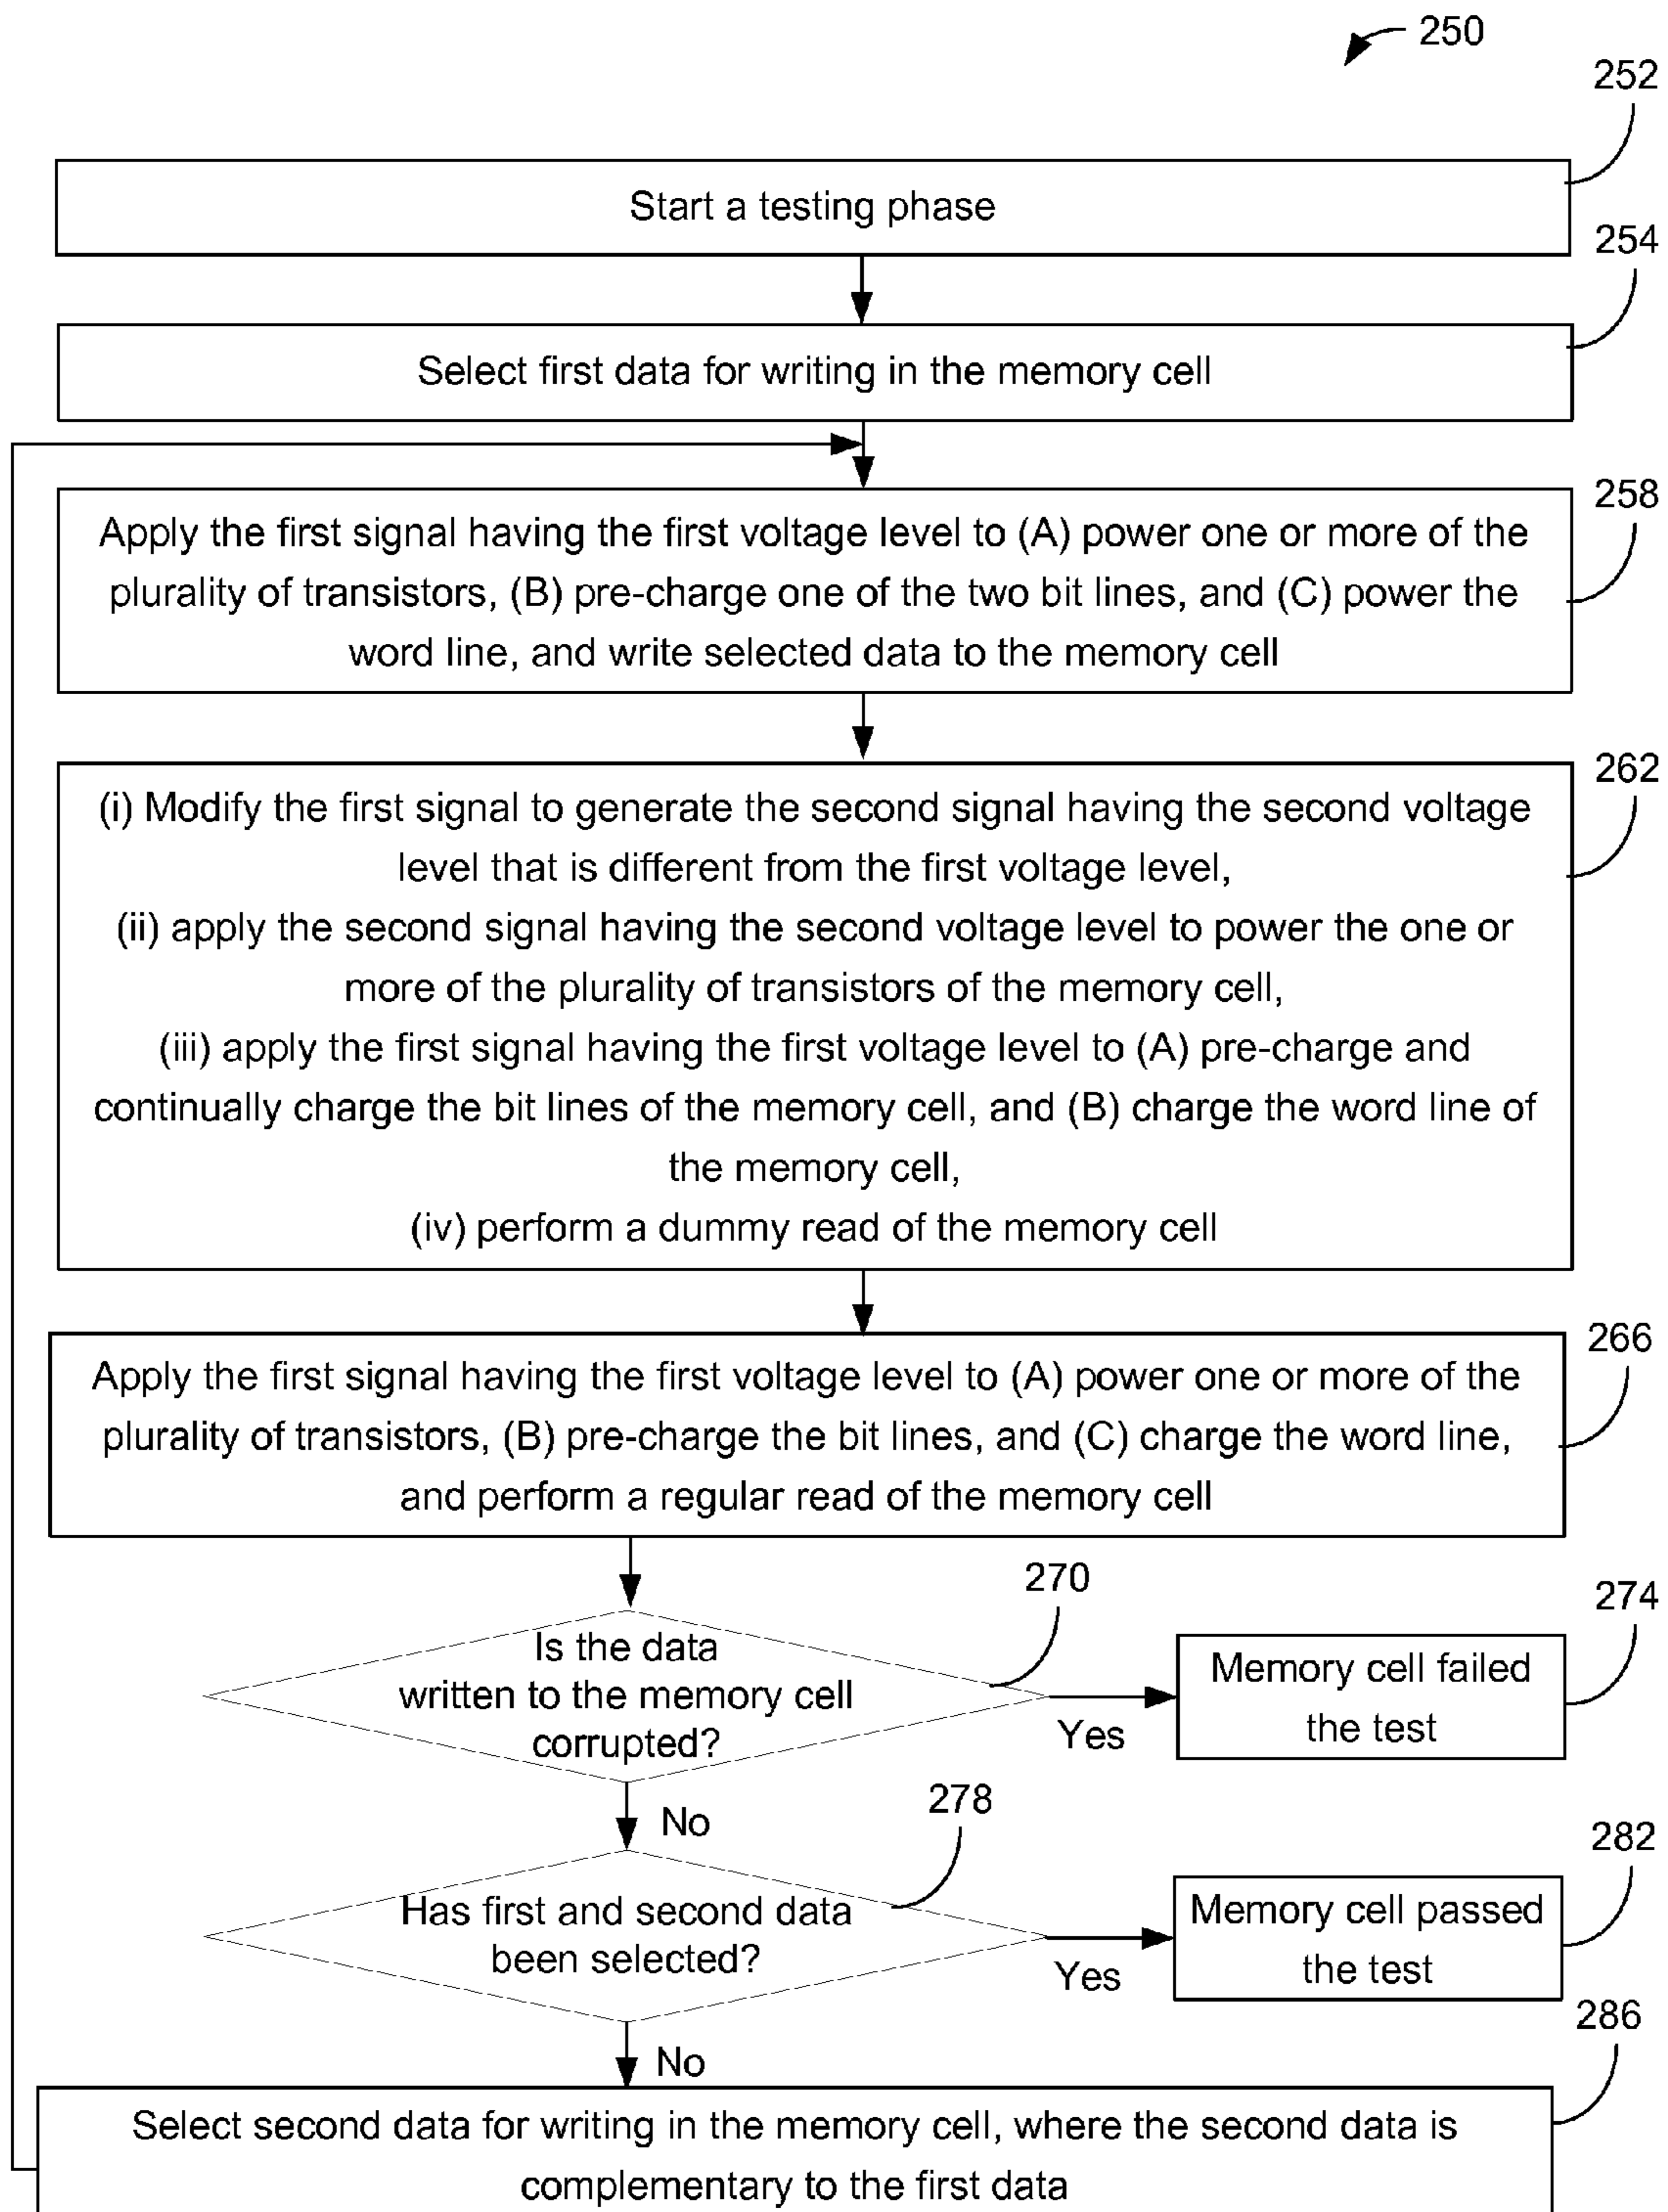 250
252
Start a testing phase
254
Select first data for writing in the memory cell
258
Apply the first signal having the first voltage level to (A) power one or more of the
plurality of transistors, (B) pre-charge one of the two bit lines, and (C) power the
word line, and write selected data to the memory cell
262
(i) Modify the first signal to generate the second signal having the second voltage
level that is different from the first voltage level,
(ii) apply the second signal having the second voltage level to power the one or
more of the plurality of transistors of the memory cell,
(iii) apply the first signal having the first voltage level to (A) pre-charge and
continually charge the bit lines of the memory cell, and (B) charge the word line of
the memory cell,
(iv) perform a dummy read of the memory cell
266
Apply the first signal having the first voltage level to (A) power one or more of the
plurality of transistors, (B) pre-charge the bit lines, and (C) charge the word line,
and perform a regular read of the memory cell
270
Is the data
written to the memory cell
corrupted?
Yes
274
Memory cell failed
the test
No
278
Has first and second data
been selected?
Yes
282
Memory cell passed
the test
No
286
Select second data for writing in the memory cell, where the second data is
complementary to the first data